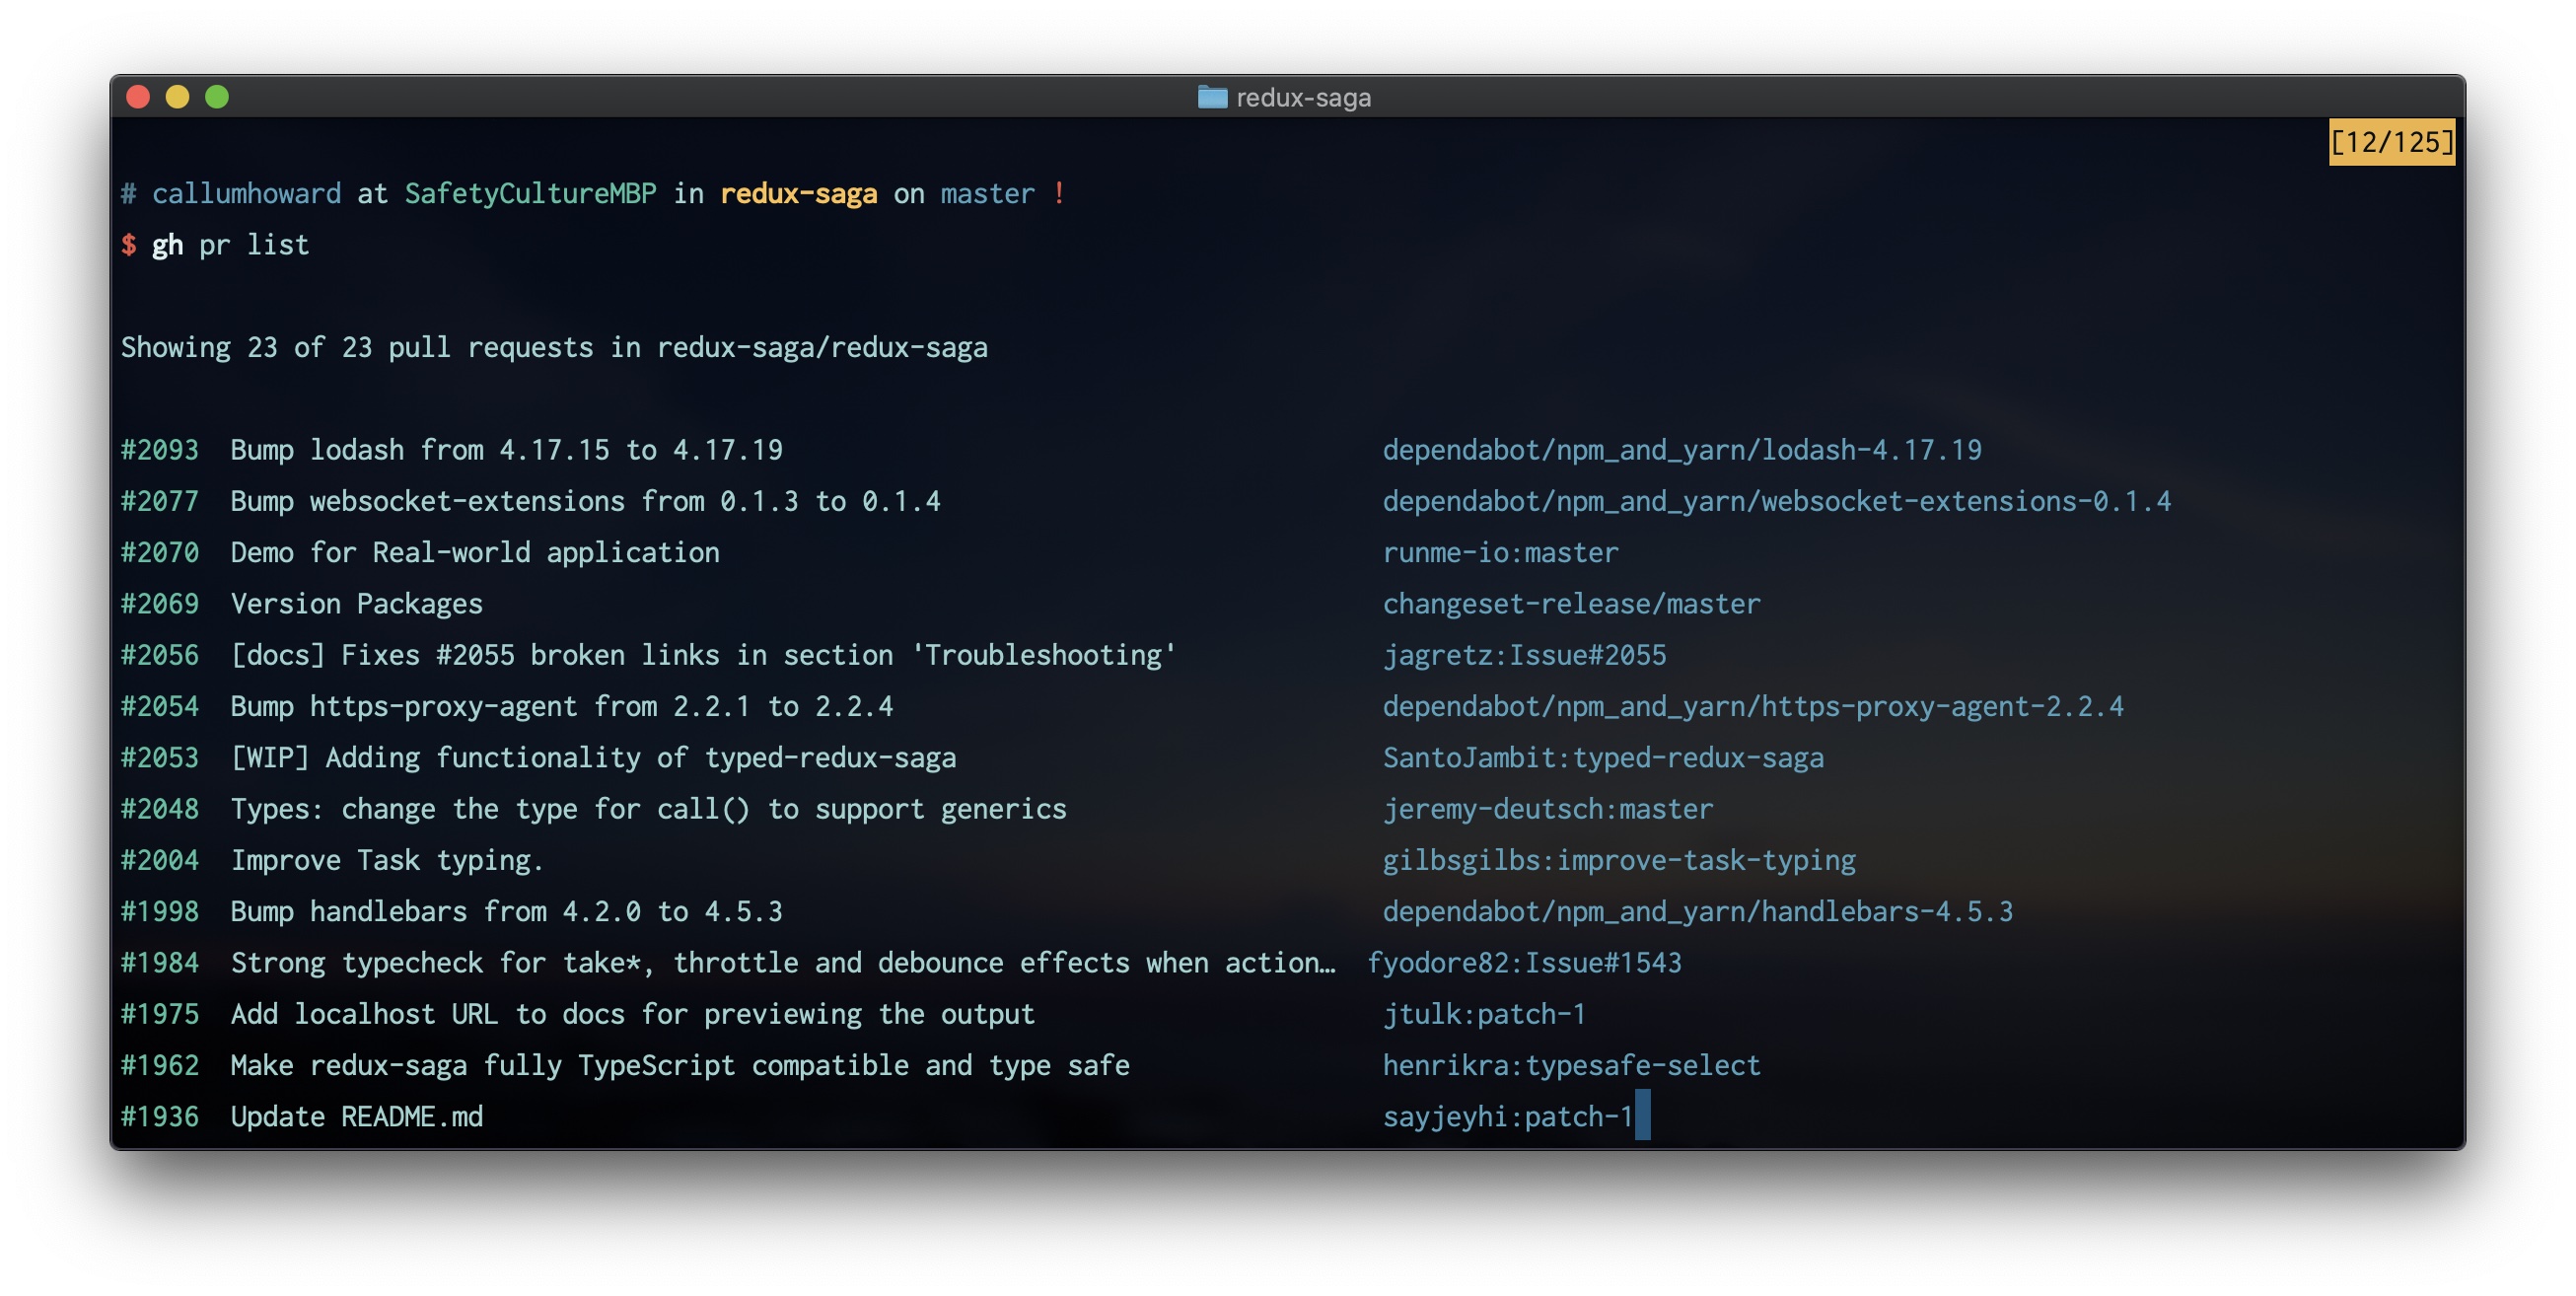 redux-saga
[12/125]
# callumhoward at SafetyCultureMBP in redux-saga on master !
$ gh pr list
Showing 23 of 23 pull requests in redux-saga/redux-saga
#2093  Bump lodash from 4.17.15 to 4.17.19  dependabot/npm_and_yarn/lodash-4.17.19
#2077  Bump websocket-extensions from 0.1.3 to 0.1.4  dependabot/npm_and_yarn/websocket-extensions-0.1.4
#2070  Demo for Real-world application  runme-io:master
#2069  Version Packages  changeset-release/master
#2056  [docs] Fixes #2055 broken links in section 'Troubleshooting'  jagretz:Issue#2055
#2054  Bump https-proxy-agent from 2.2.1 to 2.2.4  dependabot/npm_and_yarn/https-proxy-agent-2.2.4
#2053  [WIP] Adding functionality of typed-redux-saga  SantoJambit:typed-redux-saga
#2048  Types: change the type for call() to support generics  jeremy-deutsch:master
#2004  Improve Task typing.  gilbsgilbs:improve-task-typing
#1998  Bump handlebars from 4.2.0 to 4.5.3  dependabot/npm_and_yarn/handlebars-4.5.3
#1984  Strong typecheck for take*, throttle and debounce effects when action…  fyodore82:Issue#1543
#1975  Add localhost URL to docs for previewing the output  jtulk:patch-1
#1962  Make redux-saga fully TypeScript compatible and type safe  henrikra:typesafe-select
#1936  Update README.md  sayjeyhi:patch-1